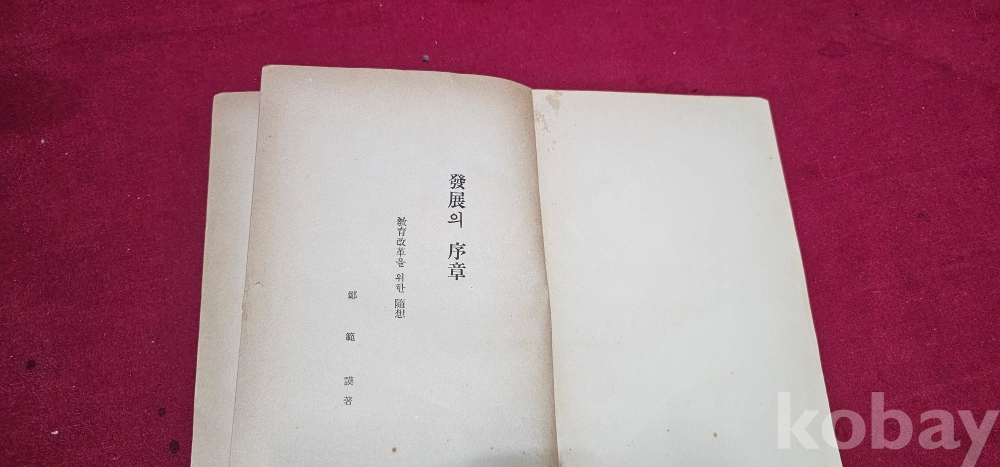 發展의 序章
敎育改革을 위한 隨想
鄭範謨 著
kobay